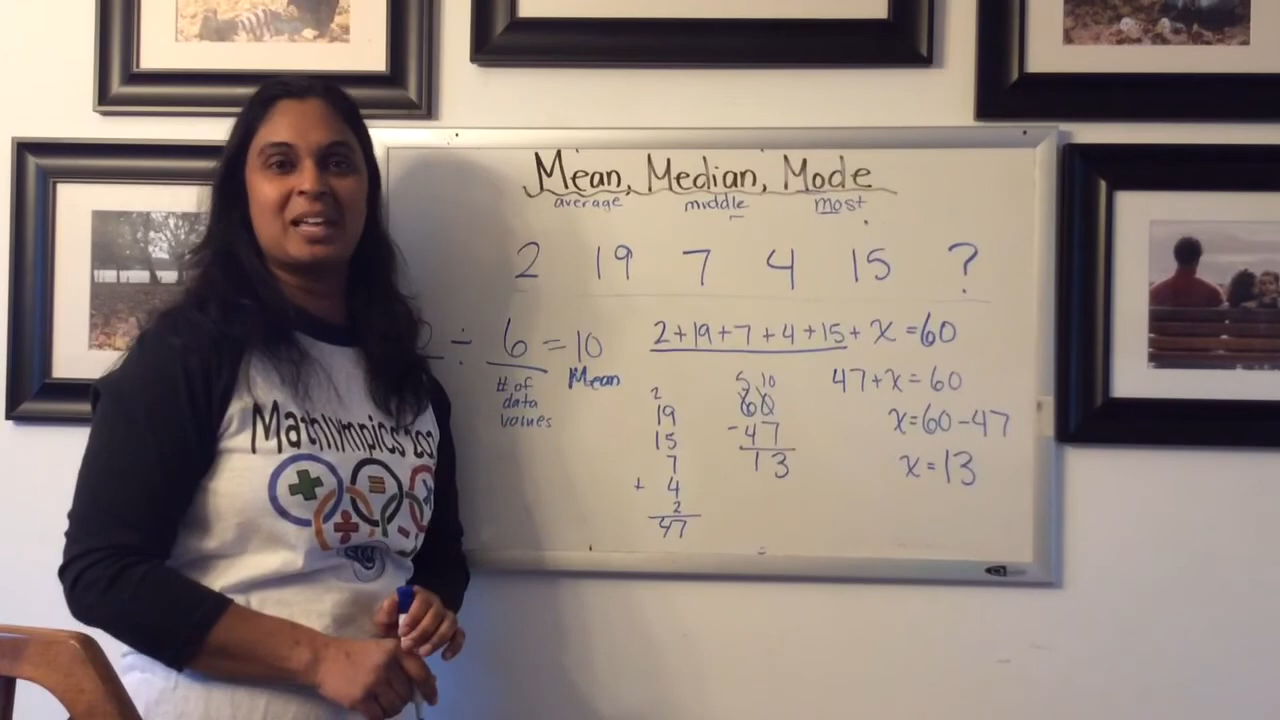 Mean, Median, Mode
average middle most
2 19 7 4 15 ?
÷ 6 = 10
# of
data
values
Mean
2+19+7+4+15+x=60
2
19
15
7
+ 4
2
47
5 10
60
-47
13
47+x=60
x=60-47
x=13
Mathlympics